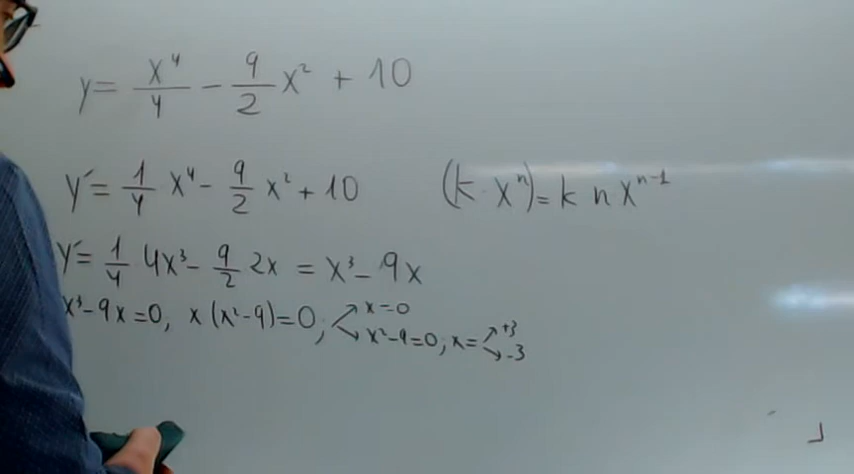 y = x⁴/4 - 9/2 x² + 10
y' = 1/4 x⁴ - 9/2 x² + 10 (k · xⁿ) = k n xⁿ⁻¹
y' = 1/4 4x³ - 9/2 2x = x³ - 9x
x³ - 9x = 0, x (x² - 9) = 0; ↗ x = 0
↘ x² - 9 = 0; x = ↗ +3
↘ -3